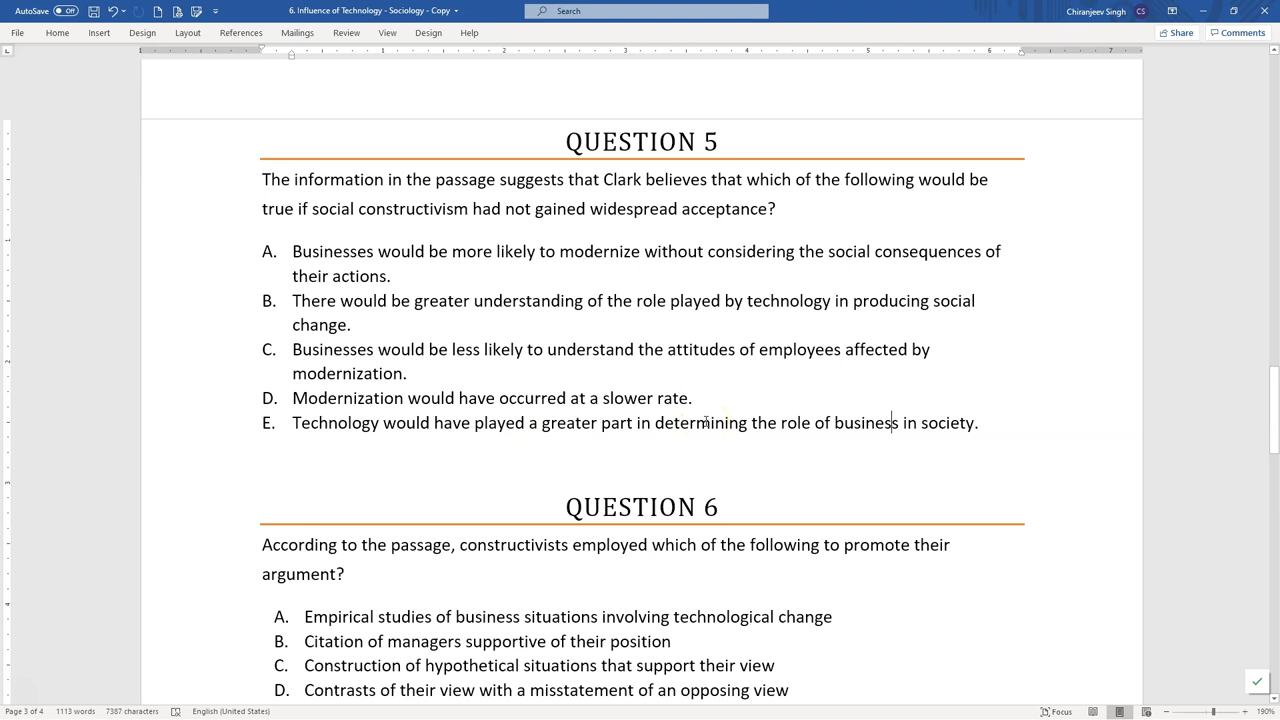 AutoSave Off 6. Influence of Technology - Sociology - Copy Search Chiranjeev Singh CS
File Home Insert Design Layout References Mailings Review View Design Help Share Comments
1 1 2 3 4 5 6 7
QUESTION 5
The information in the passage suggests that Clark believes that which of the following would be
true if social constructivism had not gained widespread acceptance?
A. Businesses would be more likely to modernize without considering the social consequences of
their actions.
B. There would be greater understanding of the role played by technology in producing social
change.
C. Businesses would be less likely to understand the attitudes of employees affected by
modernization.
D. Modernization would have occurred at a slower rate.
E. Technology would have played a greater part in determining the role of business in society.
QUESTION 6
According to the passage, constructivists employed which of the following to promote their
argument?
A. Empirical studies of business situations involving technological change
B. Citation of managers supportive of their position
C. Construction of hypothetical situations that support their view
D. Contrasts of their view with a misstatement of an opposing view
Page 3 of 4 1113 words 7387 characters English (United States) Focus 190%